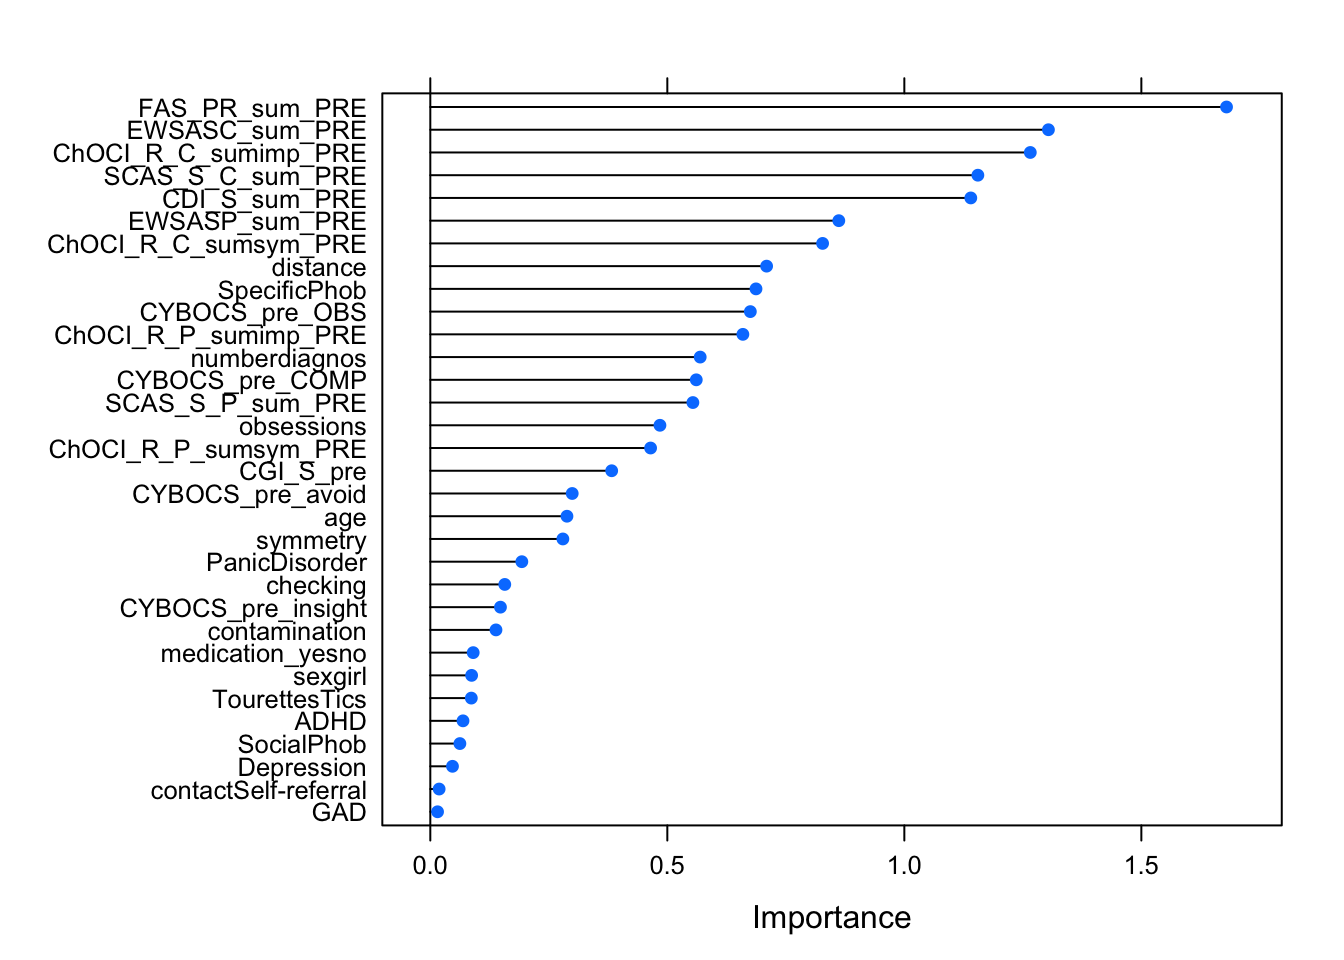 FAS_PR_sum_PRE
EWSASC_sum_PRE
ChOCI_R_C_sumimp_PRE
SCAS_S_C_sum_PRE
CDI_S_sum_PRE
EWSASP_sum_PRE
ChOCI_R_C_sumsym_PRE
distance
SpecificPhob
CYBOCS_pre_OBS
ChOCI_R_P_sumimp_PRE
numberdiagnos
CYBOCS_pre_COMP
SCAS_S_P_sum_PRE
obsessions
ChOCI_R_P_sumsym_PRE
CGI_S_pre
CYBOCS_pre_avoid
age
symmetry
PanicDisorder
checking
CYBOCS_pre_insight
contamination
medication_yesno
sexgirl
TourettesTics
ADHD
SocialPhob
Depression
contactSelf-referral
GAD
0.0 0.5 1.0 1.5
Importance